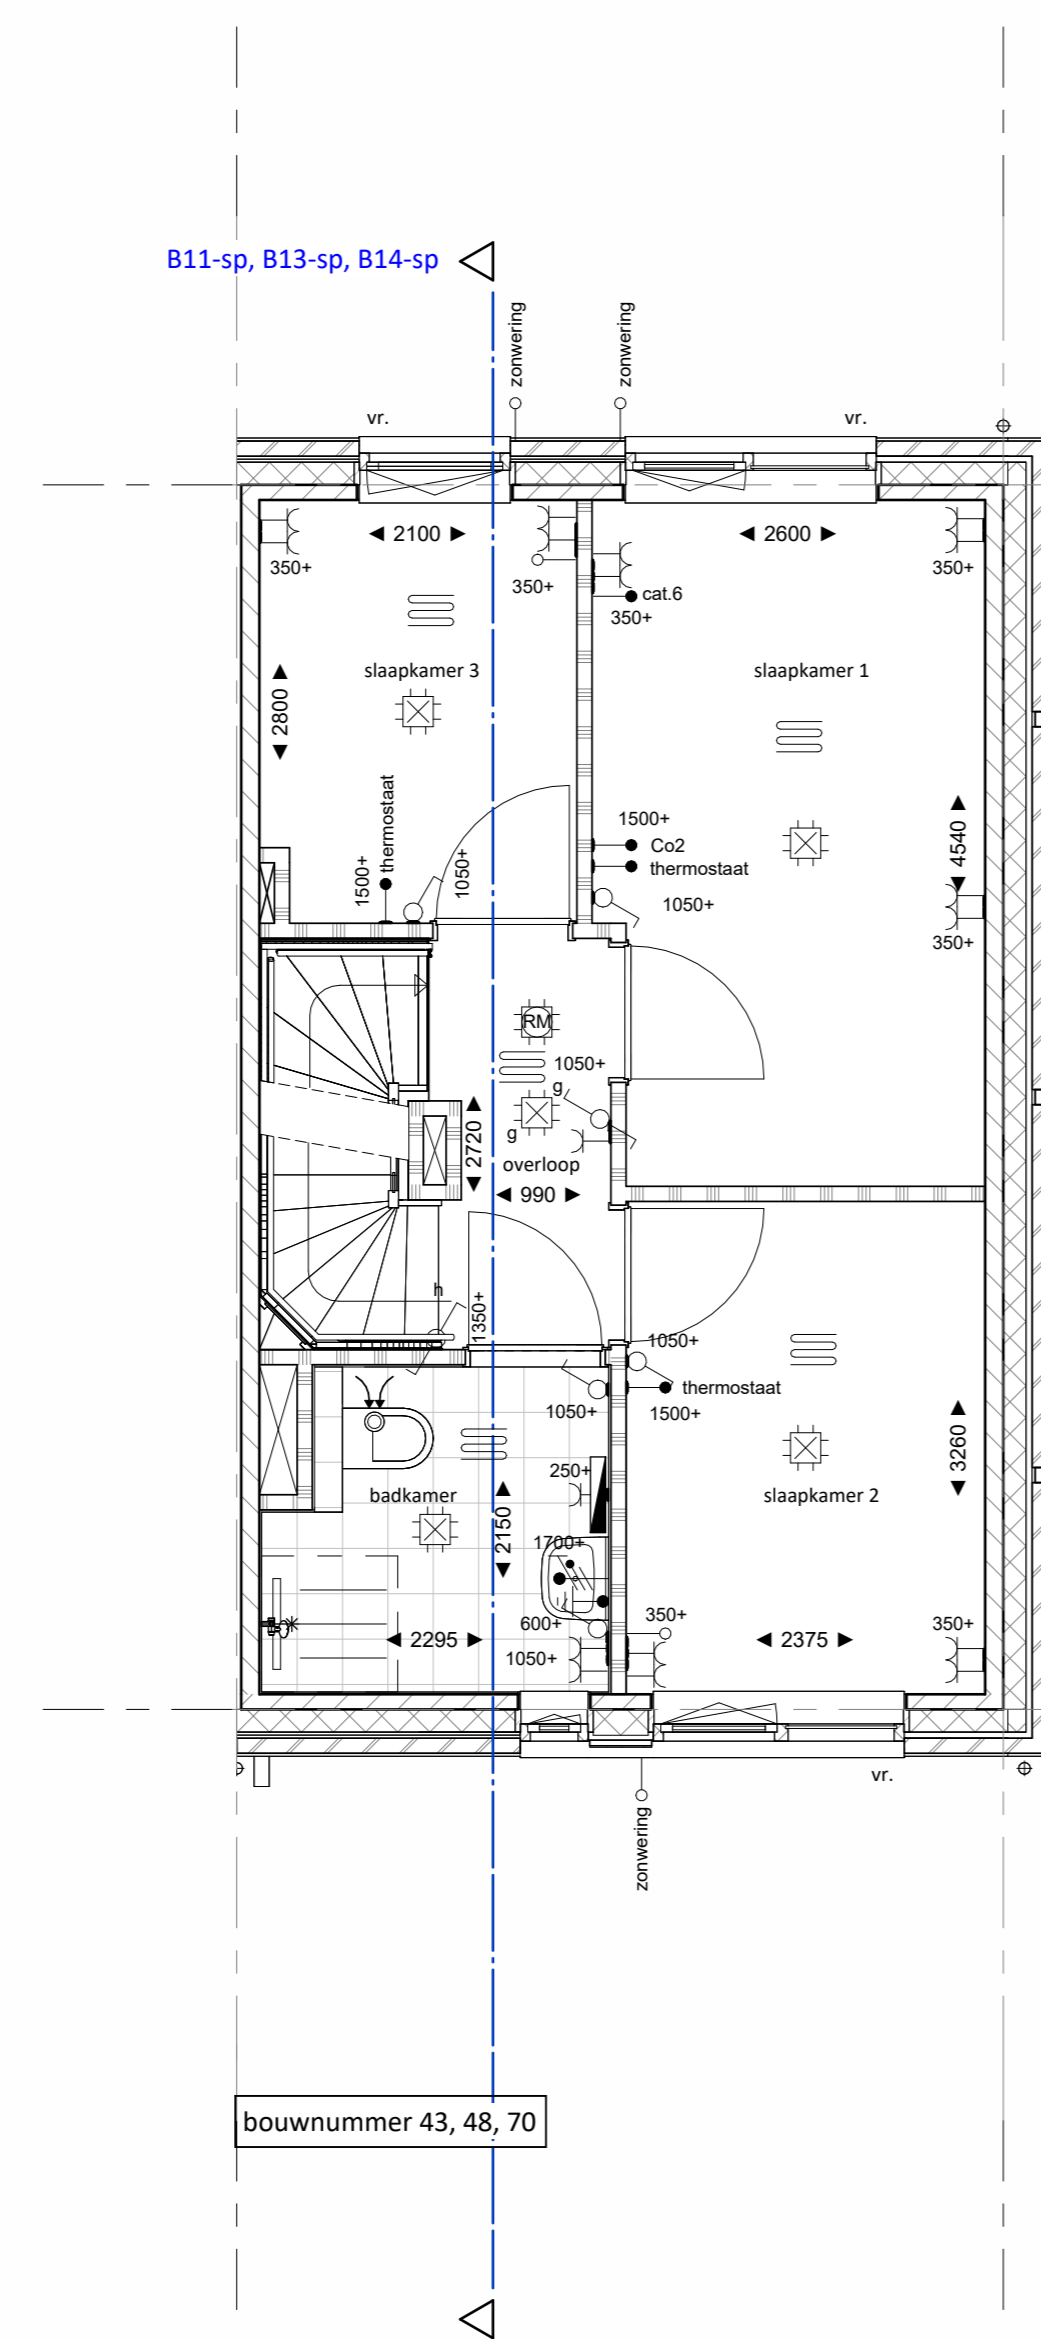 B11-sp, B13-sp, B14-sp
zonwering
zonwering
vr.
vr.
2100
2600
350+
350+
350+
cat.6
350+
slaapkamer 3
slaapkamer 1
2800
thermostaat
1500+
1050+
1500+
Co2
thermostaat
1050+
4540
350+
RM
1050+
g
g
2720
overloop
990
h
1350+
1050+
thermostaat
1500+
1050+
250+
badkamer
2150
slaapkamer 2
3260
1700+
600+
350+
350+
2295
1050+
2375
vr.
zonwering
bouwnummer 43, 48, 70